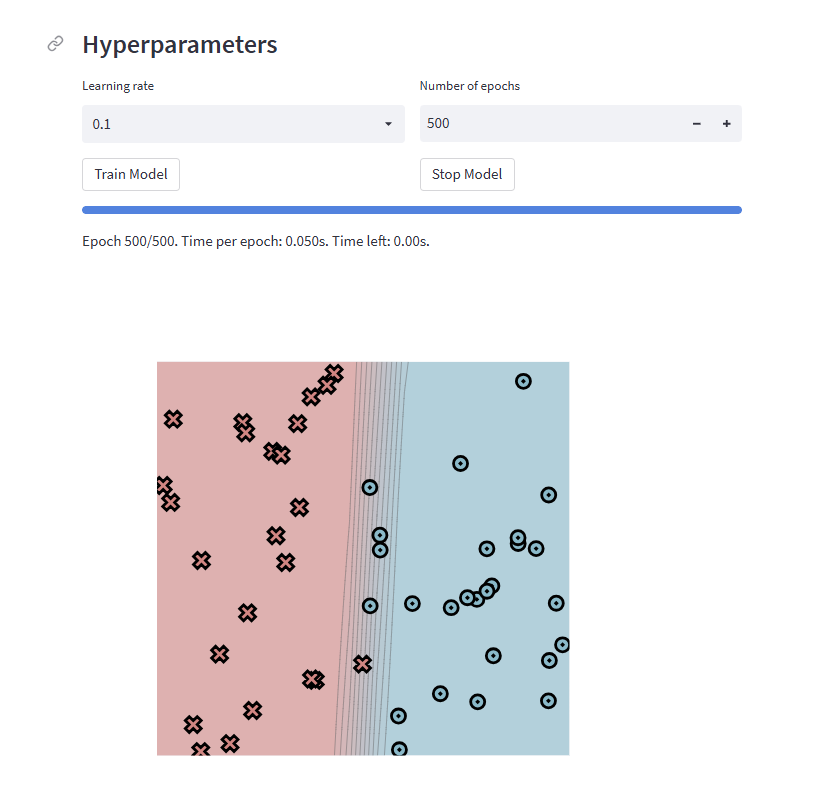 Hyperparameters
Learning rate
Number of epochs
0.1
500
Train Model
Stop Model
Epoch 500/500. Time per epoch: 0.050s. Time left: 0.00s.